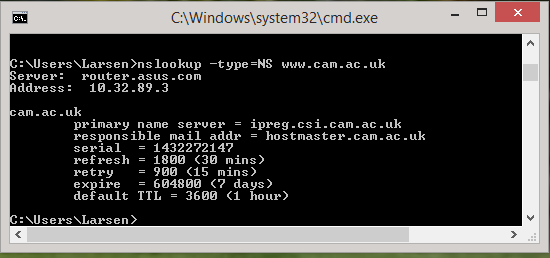 C:\Windows\system32\cmd.exe
C:\Users\Larsen>nslookup -type=NS www.cam.ac.uk
Server:  router.asus.com
Address:  10.32.89.3
cam.ac.uk
        primary name server = ipreg.csi.cam.ac.uk
        responsible mail addr = hostmaster.cam.ac.uk
        serial  = 1432272147
        refresh = 1800 (30 mins)
        retry   = 900 (15 mins)
        expire  = 604800 (7 days)
        default TTL = 3600 (1 hour)
C:\Users\Larsen>